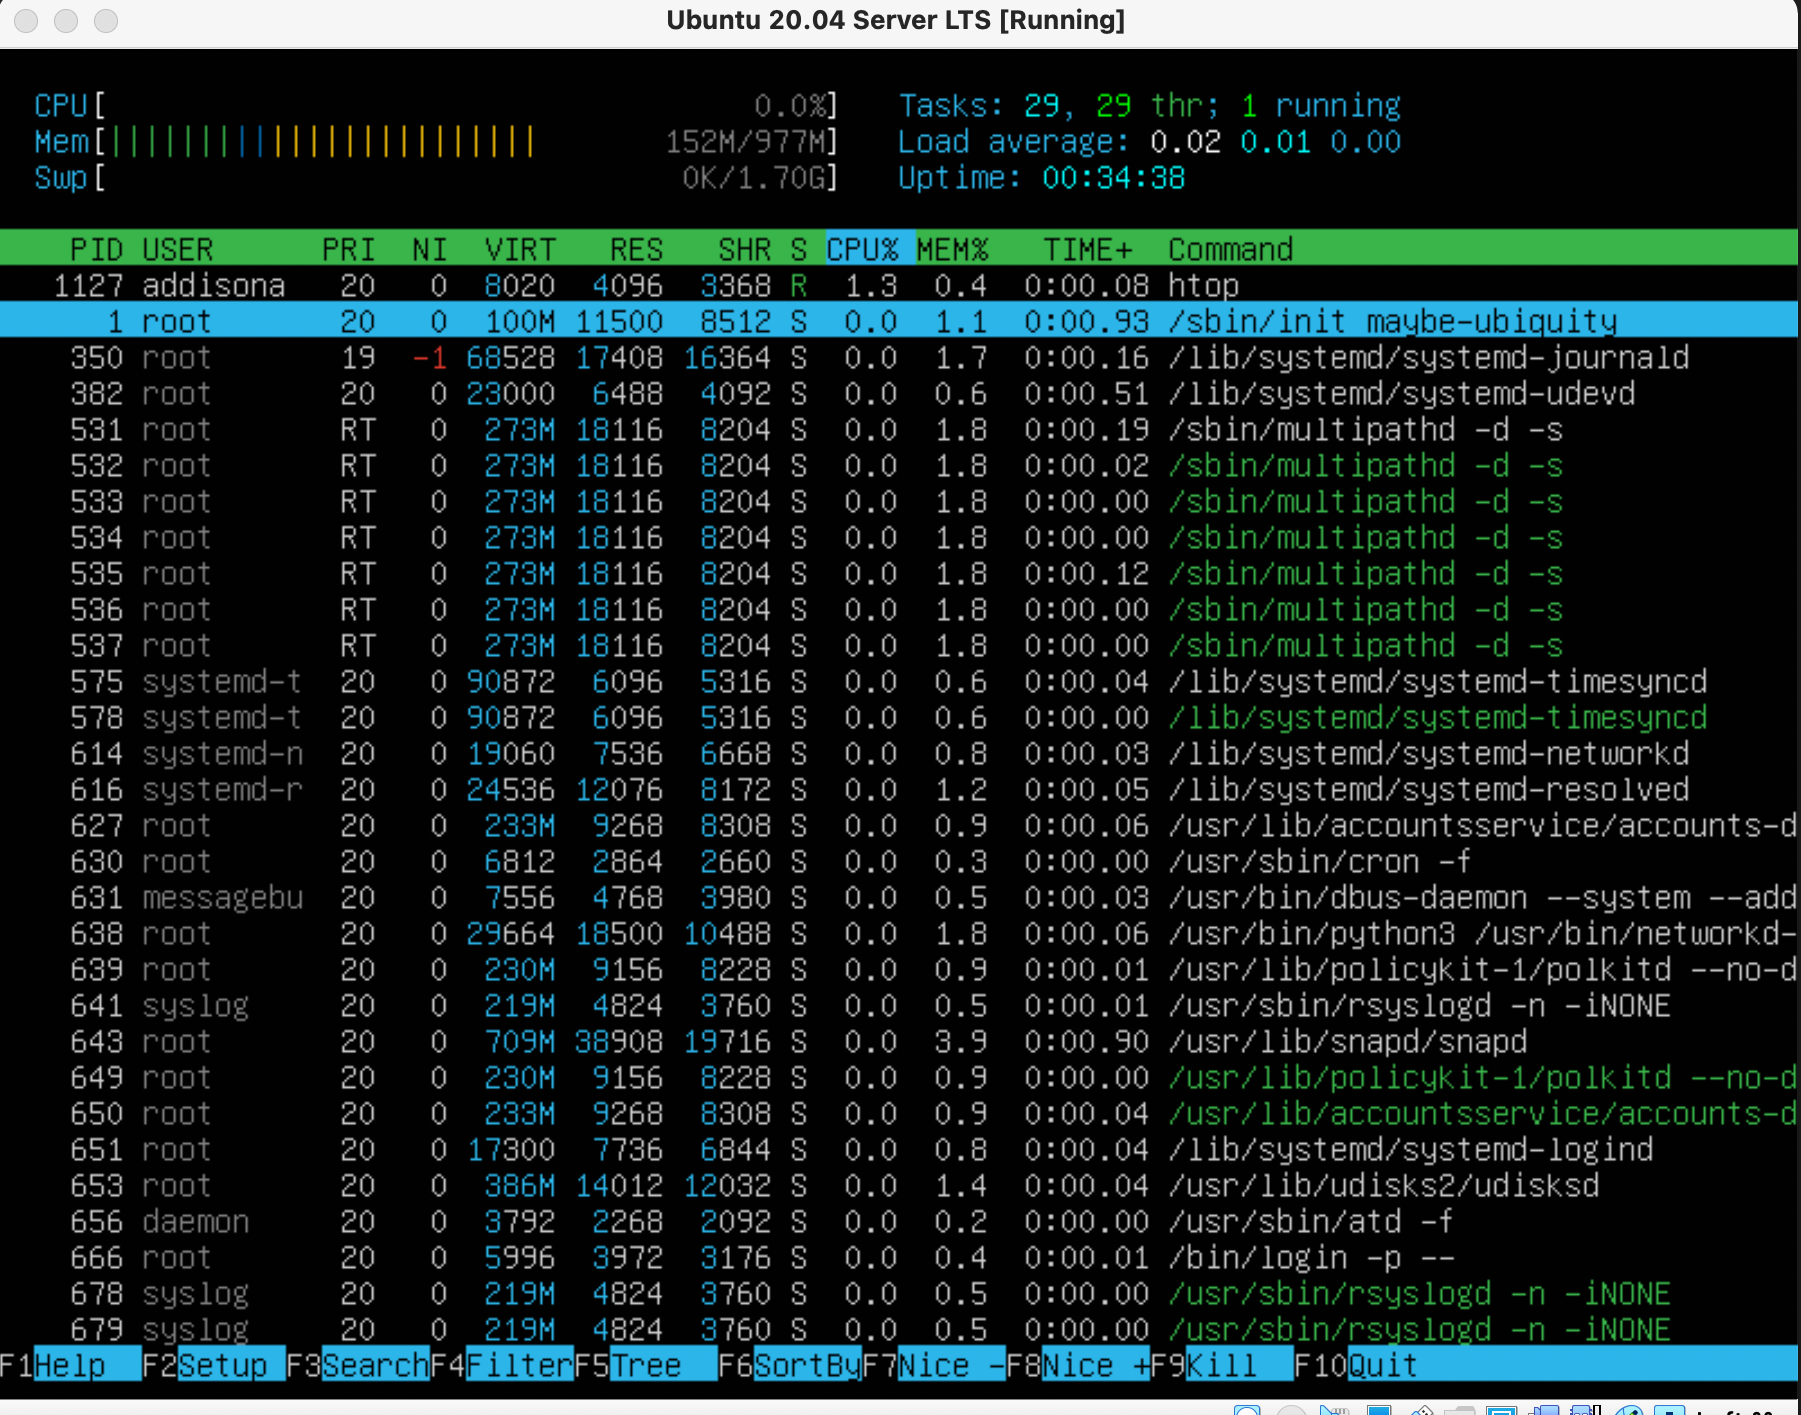 Ubuntu 20.04 Server LTS [Running]
CPU[ 0.0%] Tasks: 29, 29 thr; 1 running
Mem[||||||||||||||||||||||||152M/977M] Load average: 0.02 0.01 0.00
Swp[ 0K/1.70G] Uptime: 00:34:38
PID USER PRI NI VIRT RES SHR S CPU% MEM% TIME+ Command
1127 addisona 20 0 8020 4096 3368 R 1.3 0.4 0:00.08 htop
1 root 20 0 100M 11500 8512 S 0.0 1.1 0:00.93 /sbin/init maybe-ubiquity
350 root 19 -1 68528 17408 16364 S 0.0 1.7 0:00.16 /lib/systemd/systemd-journald
382 root 20 0 23000 6488 4092 S 0.0 0.6 0:00.51 /lib/systemd/systemd-udevd
531 root RT 0 273M 18116 8204 S 0.0 1.8 0:00.19 /sbin/multipathd -d -s
532 root RT 0 273M 18116 8204 S 0.0 1.8 0:00.02 /sbin/multipathd -d -s
533 root RT 0 273M 18116 8204 S 0.0 1.8 0:00.00 /sbin/multipathd -d -s
534 root RT 0 273M 18116 8204 S 0.0 1.8 0:00.00 /sbin/multipathd -d -s
535 root RT 0 273M 18116 8204 S 0.0 1.8 0:00.12 /sbin/multipathd -d -s
536 root RT 0 273M 18116 8204 S 0.0 1.8 0:00.00 /sbin/multipathd -d -s
537 root RT 0 273M 18116 8204 S 0.0 1.8 0:00.00 /sbin/multipathd -d -s
575 systemd-t 20 0 90872 6096 5316 S 0.0 0.6 0:00.04 /lib/systemd/systemd-timesyncd
578 systemd-t 20 0 90872 6096 5316 S 0.0 0.6 0:00.00 /lib/systemd/systemd-timesyncd
614 systemd-n 20 0 19060 7536 6668 S 0.0 0.8 0:00.03 /lib/systemd/systemd-networkd
616 systemd-r 20 0 24536 12076 8172 S 0.0 1.2 0:00.05 /lib/systemd/systemd-resolved
627 root 20 0 233M 9268 8308 S 0.0 0.9 0:00.06 /usr/lib/accountsservice/accounts-d
630 root 20 0 6812 2864 2660 S 0.0 0.3 0:00.00 /usr/sbin/cron -f
631 messagebu 20 0 7556 4768 3980 S 0.0 0.5 0:00.03 /usr/bin/dbus-daemon --system --add
638 root 20 0 29664 18500 10488 S 0.0 1.8 0:00.06 /usr/bin/python3 /usr/bin/networkd-
639 root 20 0 230M 9156 8228 S 0.0 0.9 0:00.01 /usr/lib/policykit-1/polkitd --no-d
641 syslog 20 0 219M 4824 3760 S 0.0 0.5 0:00.01 /usr/sbin/rsyslogd -n -iNONE
643 root 20 0 709M 38908 19716 S 0.0 3.9 0:00.90 /usr/lib/snapd/snapd
649 root 20 0 230M 9156 8228 S 0.0 0.9 0:00.00 /usr/lib/policykit-1/polkitd --no-d
650 root 20 0 233M 9268 8308 S 0.0 0.9 0:00.04 /usr/lib/accountsservice/accounts-d
651 root 20 0 17300 7736 6844 S 0.0 0.8 0:00.04 /lib/systemd/systemd-logind
653 root 20 0 386M 14012 12032 S 0.0 1.4 0:00.04 /usr/lib/udisks2/udisksd
656 daemon 20 0 3792 2268 2092 S 0.0 0.2 0:00.00 /usr/sbin/atd -f
666 root 20 0 5996 3972 3176 S 0.0 0.4 0:00.01 /bin/login -p --
678 syslog 20 0 219M 4824 3760 S 0.0 0.5 0:00.00 /usr/sbin/rsyslogd -n -iNONE
679 syslog 20 0 219M 4824 3760 S 0.0 0.5 0:00.00 /usr/sbin/rsyslogd -n -iNONE
F1Help F2Setup F3SearchF4FilterF5Tree F6SortByF7Nice -F8Nice +F9Kill F10Quit